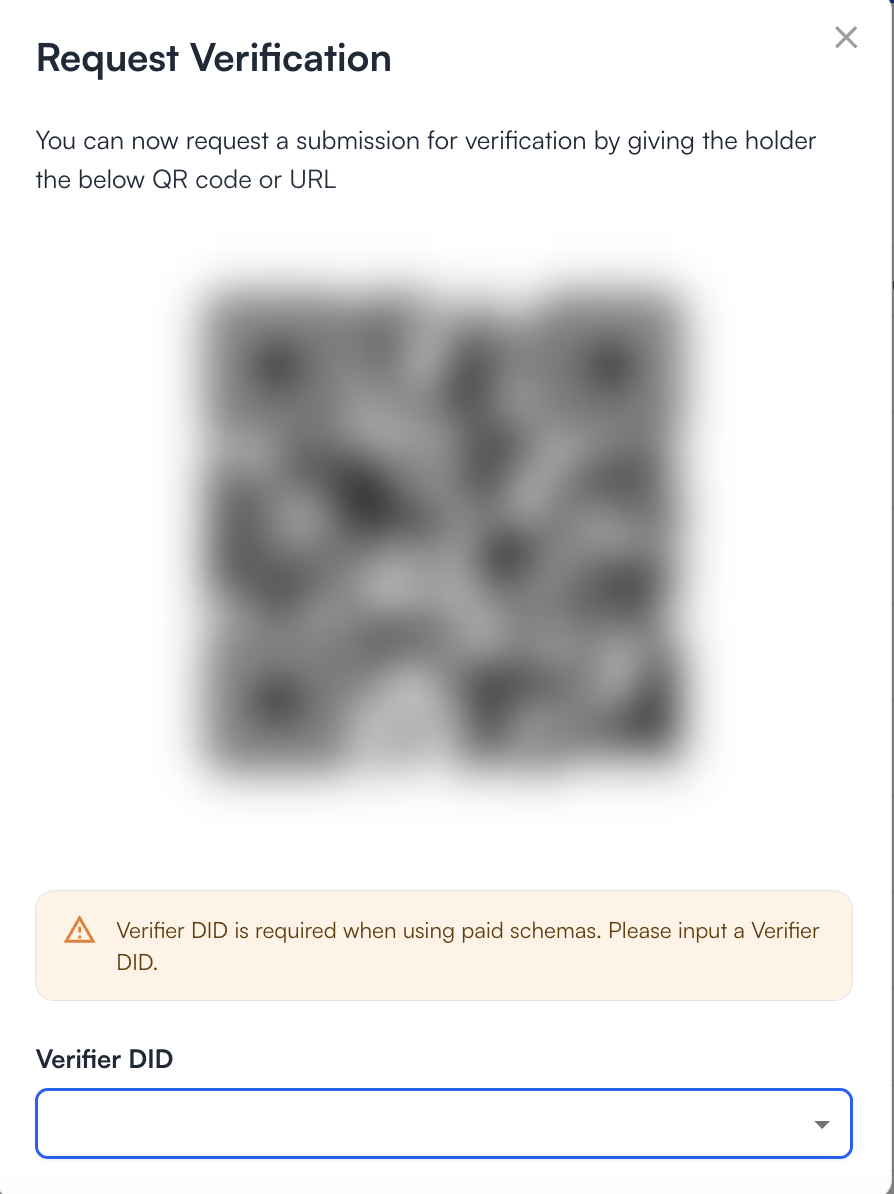 Request Verification
You can now request a submission for verification by giving the holder
the below QR code or URL
Verifier DID is required when using paid schemas. Please input a Verifier
DID.
Verifier DID